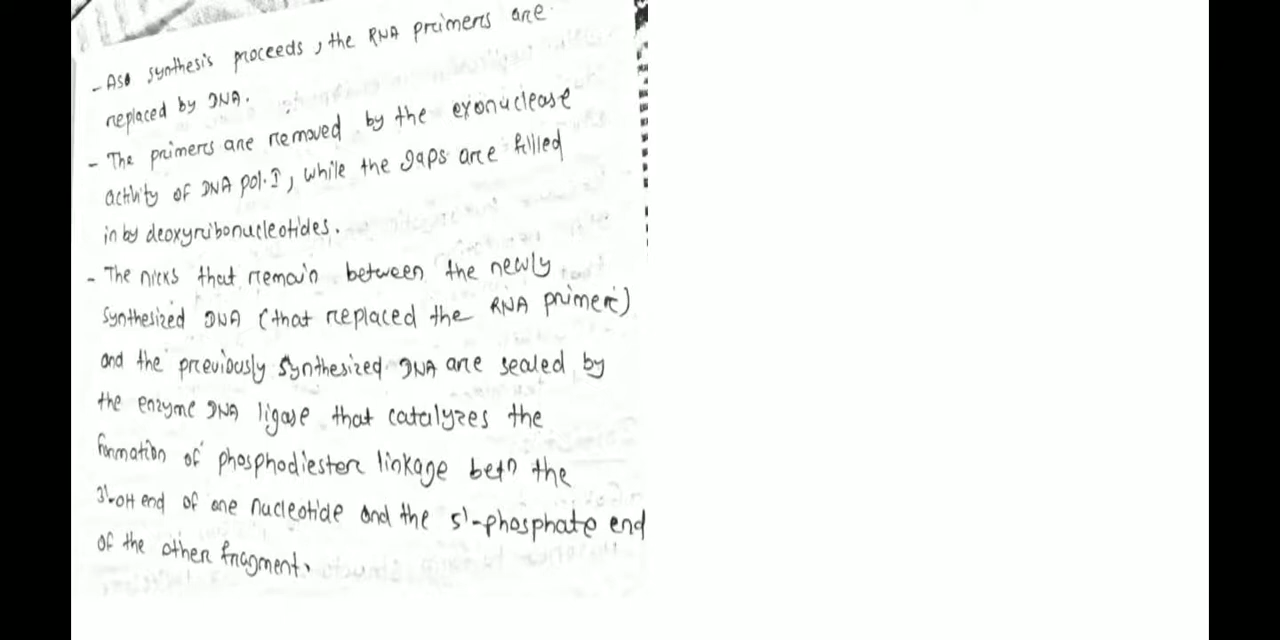 - As synthesis proceeds, the RNA primers are
replaced by DNA.
- The primers are removed by the exonuclease
activity of DNA pol.I, while the gaps are filled
in by deoxyribonucleotides.
- The nicks that remain between the newly
synthesized DNA (that replaced the RNA primer)
and the previously synthesized DNA are sealed by
the enzyme DNA ligase that catalyzes the
formation of phosphodiester linkage betn the
3'-OH end of one nucleotide and the 5'-phosphate end
of the other fragment.